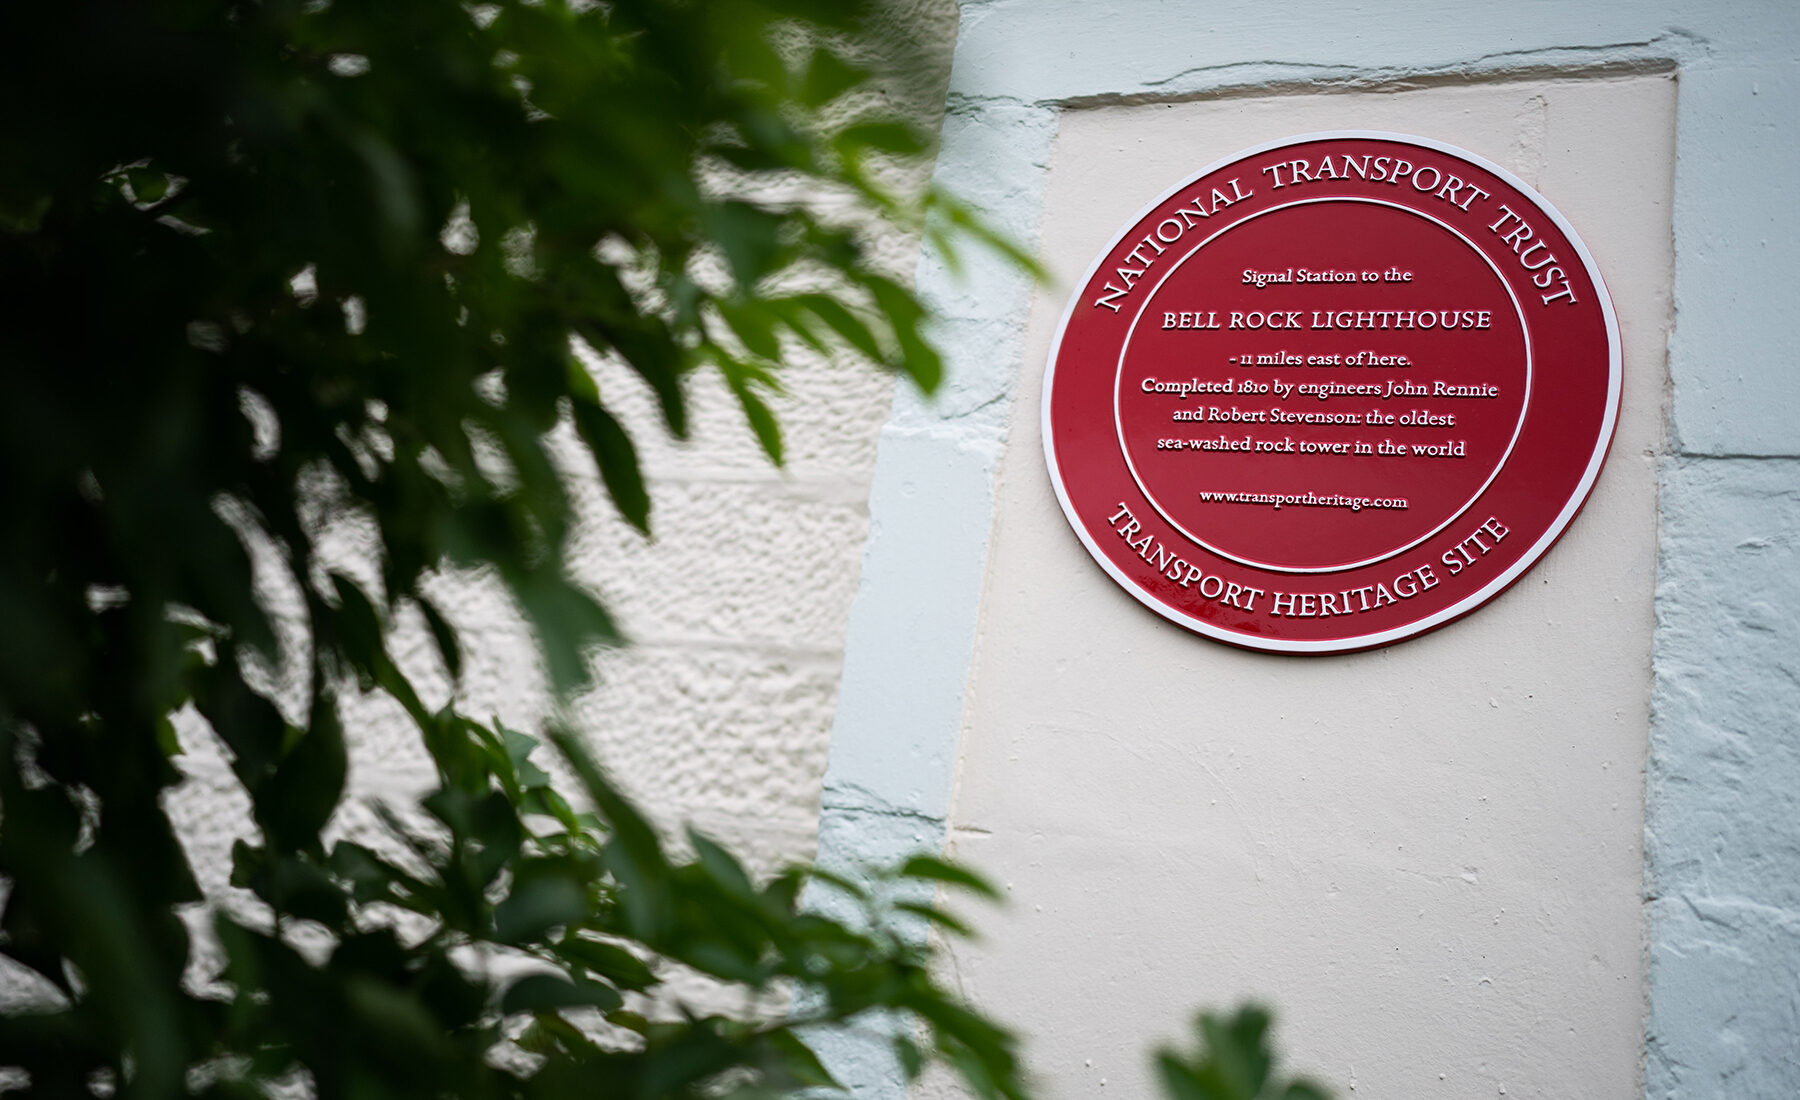 NATIONAL TRANSPORT TRUST
Signal Station to the
BELL ROCK LIGHTHOUSE
- 11 miles east of here.
Completed 1810 by engineers John Rennie
and Robert Stevenson: the oldest
sea-washed rock tower in the world
www.transportheritage.com
TRANSPORT HERITAGE SITE